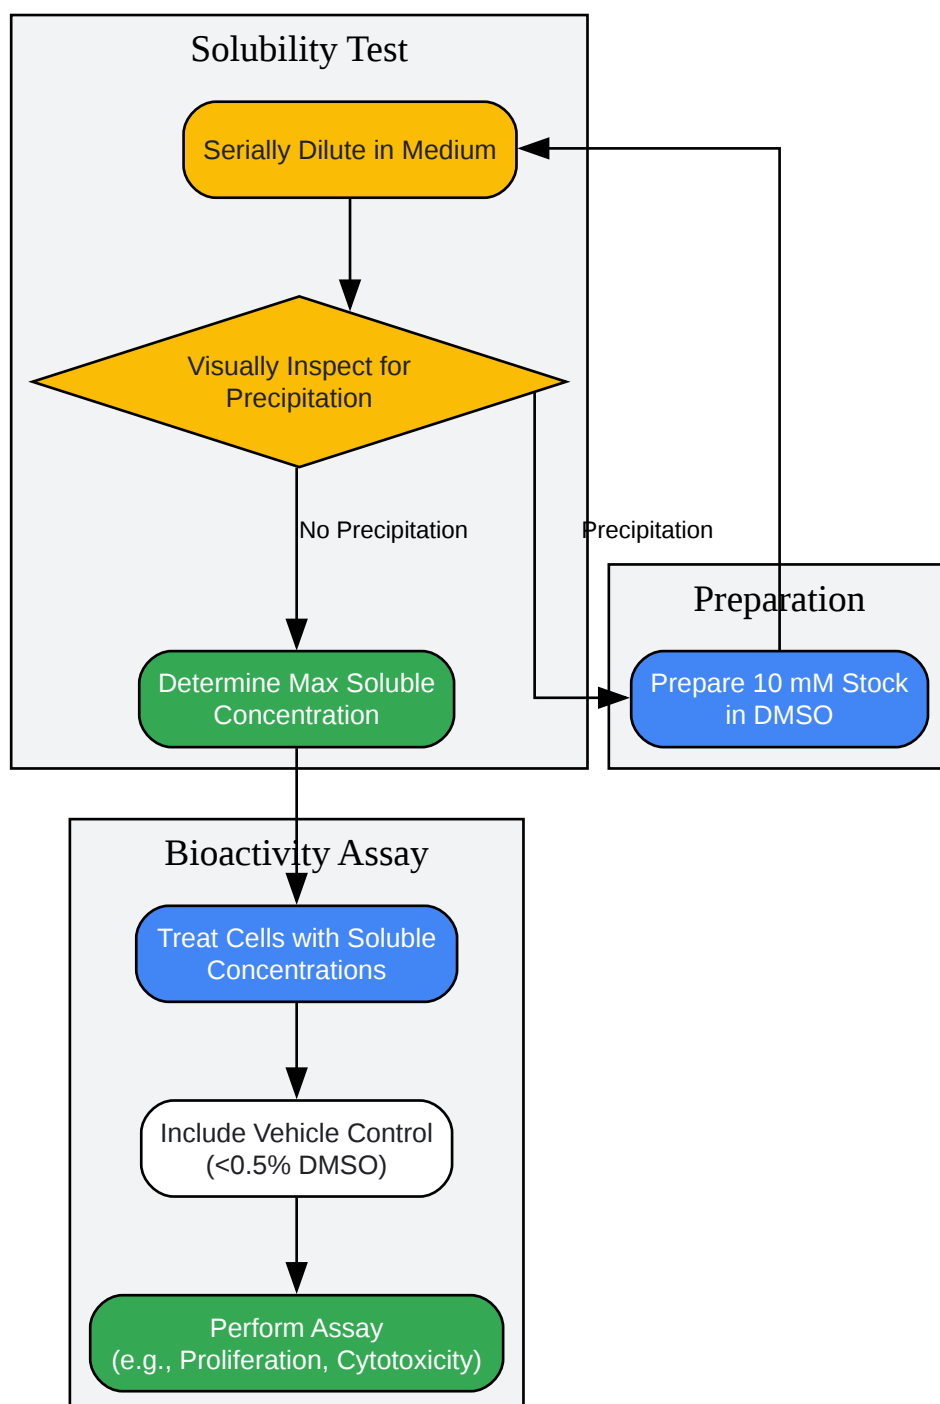 Solubility Test
Serially Dilute in Medium
Visually Inspect for
Precipitation
No Precipitation
Precipitation
Preparation
Determine Max Soluble
Concentration
Prepare 10 mM Stock
in DMSO
Bioactivity Assay
Treat Cells with Soluble
Concentrations
Include Vehicle Control
(<0.5% DMSO)
Perform Assay
(e.g., Proliferation, Cytotoxicity)